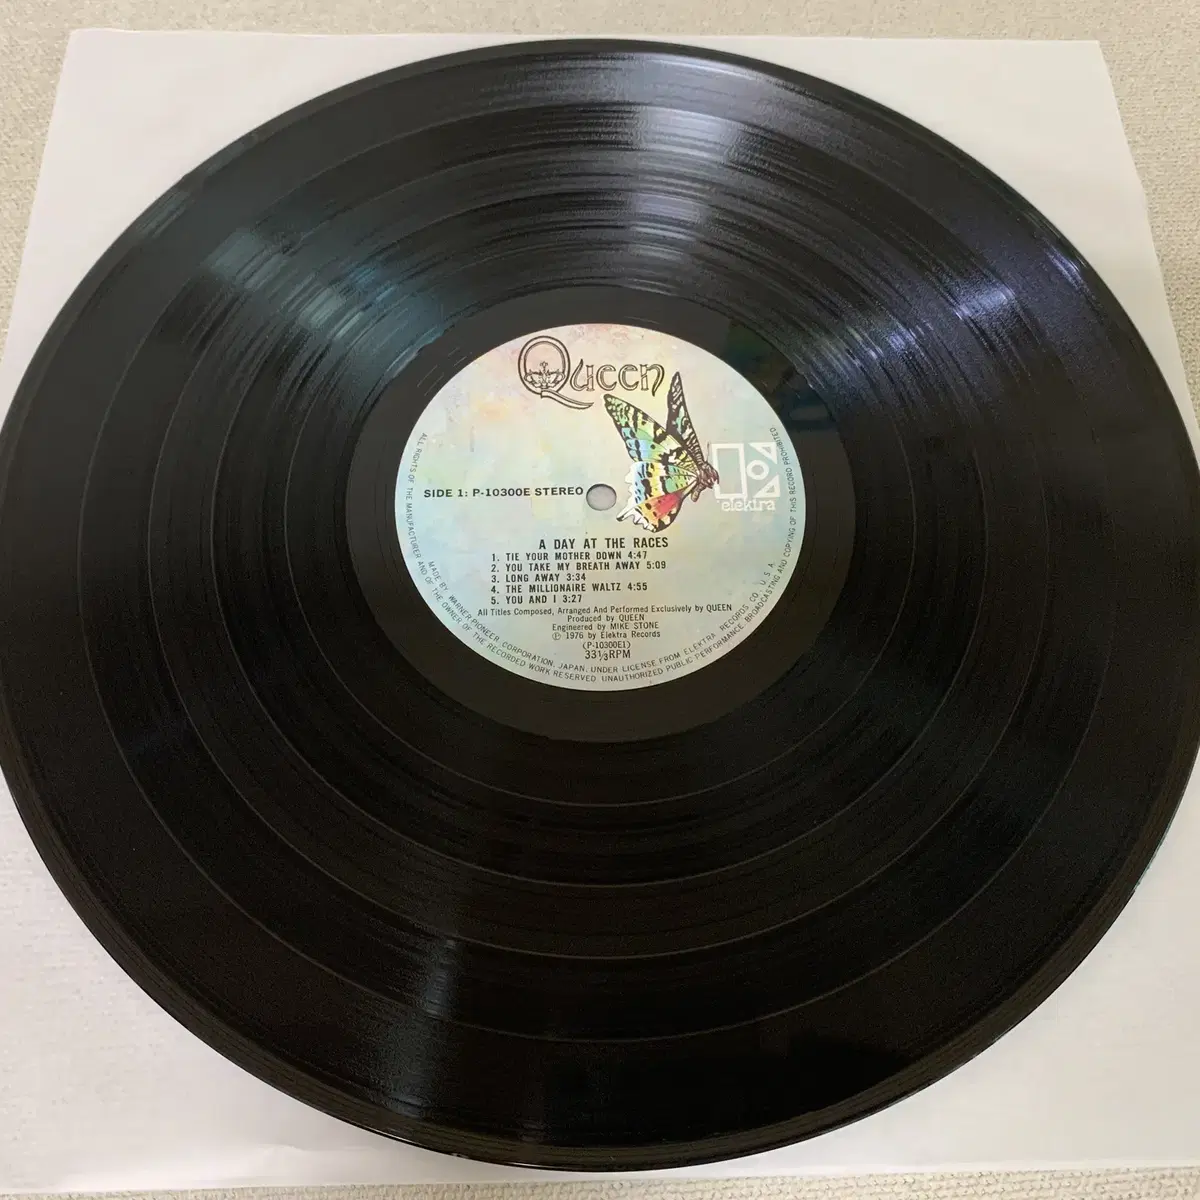 Queen
elektra
SIDE 1: P-10300E STEREO
A DAY AT THE RACES
1. TIE YOUR MOTHER DOWN 4:47
2. YOU TAKE MY BREATH AWAY 5:09
3. LONG AWAY 3:34
4. THE MILLIONAIRE WALTZ 4:55
5. YOU AND I 3:27
All Titles Composed, Arranged And Performed Exclusively by QUEEN
Produced by QUEEN
Engineered by MIKE STONE
℗ 1976 by Elektra Records
(P-10300E1)
33⅓RPM
MADE BY WARNER-PIONEER CORPORATION, JAPAN, UNDER LICENSE FROM ELEKTRA RECORDS CO., U.S.A.
ALL RIGHTS OF THE MANUFACTURER AND OF THE OWNER OF THE RECORDED WORK RESERVED. UNAUTHORIZED PUBLIC PERFORMANCE BROADCASTING AND COPYING OF THIS RECORD PROHIBITED.